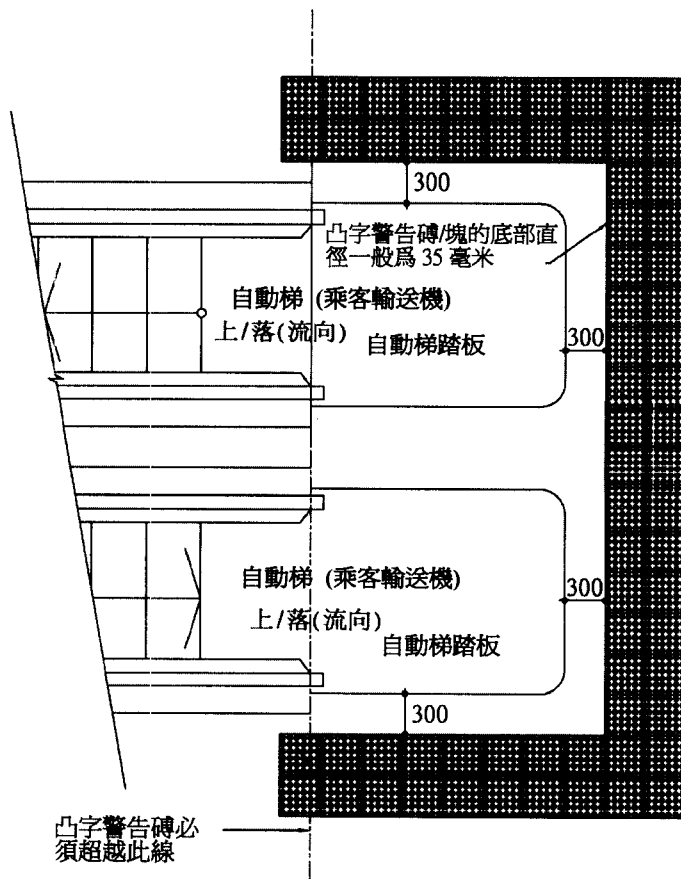 300
凸字警告磚/塊的底部直
徑一般爲 35 毫米
自動梯 (乘客輸送機)
上/落(流向)
自動梯踏板
300
自動梯 (乘客輸送機)
上/落(流向)
自動梯踏板
300
300
凸字警告磚必
須超越此線